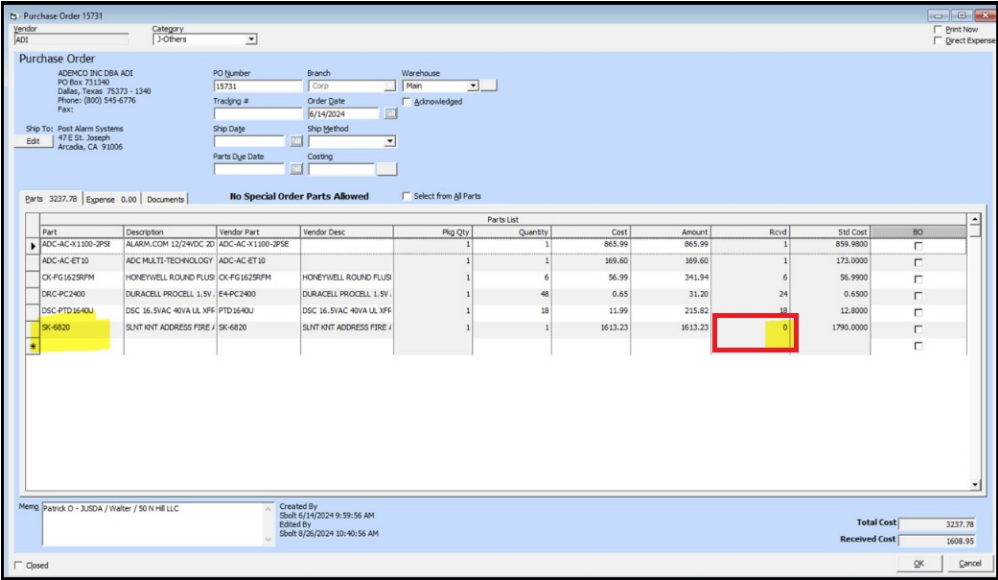 Purchase Order 15731
Vendor Category Print Now
ADI J-Others Direct Expense
Purchase Order
ADEMCO INC DBA ADI
PO Box 731340
Dallas, Texas 75373 - 1340
Phone: (800) 545-6776
Fax:
PO Number Branch Warehouse
15731 Corp Main
Tracking # Order Date Acknowledged
6/14/2024
Ship To: Post Alarm Systems
47 E St. Joseph
Arcadia, CA 91006
Edit
Ship Date Ship Method
Parts Due Date Costing
Parts 3237.78 Expense 0.00 Documents No Special Order Parts Allowed Select from All Parts
Parts List
Part Description Vendor Part Vendor Desc Pkg Qty Quantity Cost Amount Rcvd Std Cost BO
ADC-AC-X1100-2PSE ALARM.COM 12/24VDC 2D ADC-AC-X1100-2PSE 1 1 865.99 865.99 1 859.9800
ADC-AC-ET10 ADC MULTI-TECHNOLOGY ADC-AC-ET10 1 1 169.60 169.60 1 173.0000
CK-FG1625RFM HONEYWELL ROUND FLUSI CK-FG1625RFM HONEYWELL ROUND FLUSI 1 6 56.99 341.94 6 56.9900
DRC-PC2400 DURACELL PROCELL 1.5V E4-PC2400 DURACELL PROCELL 1.5V 1 48 0.65 31.20 24 0.6500
DSC-PTD1640U DSC 16.5VAC 40VA UL XFF PTD1640U DSC 16.5VAC 40VA UL XFF 1 18 11.99 215.82 18 12.8000
SK-6820 SLNT KNT ADDRESS FIRE SK-6820 SLNT KNT ADDRESS FIRE 1 1 1613.23 1613.23 0 1790.0000
Memo Patrick O - JUSDA / Walter / 50 N Hill LLC
Created By
Sbolt 6/14/2024 9:59:56 AM
Edited By
Sbolt 8/26/2024 10:40:56 AM
Total Cost 3237.78
Received Cost 1608.95
Closed OK Cancel